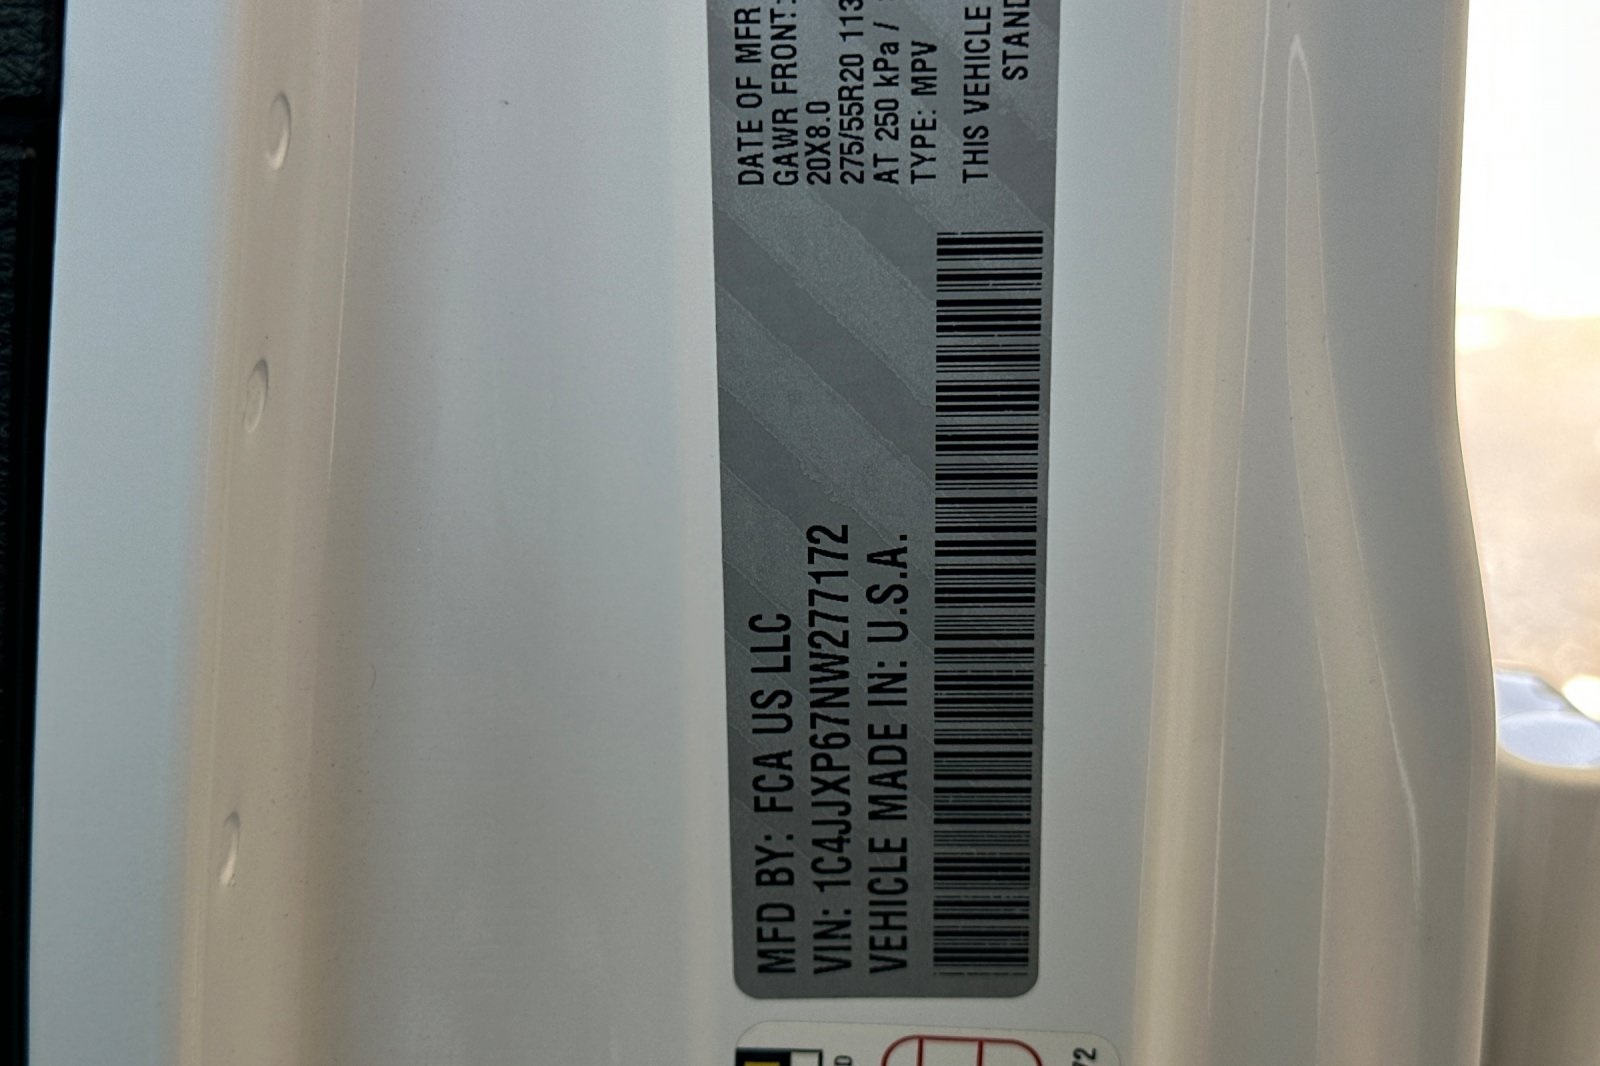 MFD BY: FCA US LLC
VIN: 1C4JJXP67NW277172
VEHICLE MADE IN: U.S.A.
DATE OF MFR
GAWR FRONT:
20X8.0
275/55R20 113
AT 250 kPa /
TYPE: MPV
THIS VEHICLE
STAND
72